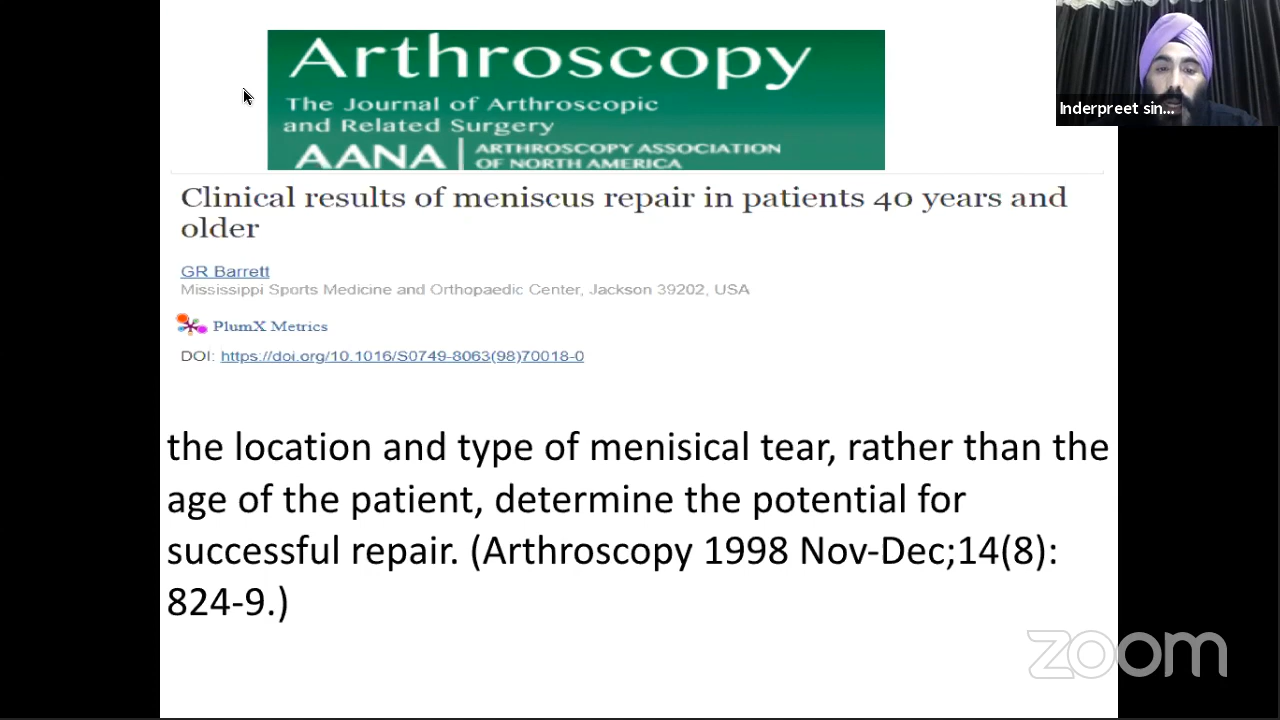 Arthroscopy
The Journal of Arthroscopic
and Related Surgery
AANA | ARTHROSCOPY ASSOCIATION
OF NORTH AMERICA
Inderpreet sin...
Clinical results of meniscus repair in patients 40 years and
older
GR Barrett
Mississippi Sports Medicine and Orthopaedic Center, Jackson 39202, USA
PlumX Metrics
DOI: https://doi.org/10.1016/S0749-8063(98)70018-0
the location and type of menisical tear, rather than the
age of the patient, determine the potential for
successful repair. (Arthroscopy 1998 Nov-Dec;14(8):
824-9.)
zoom